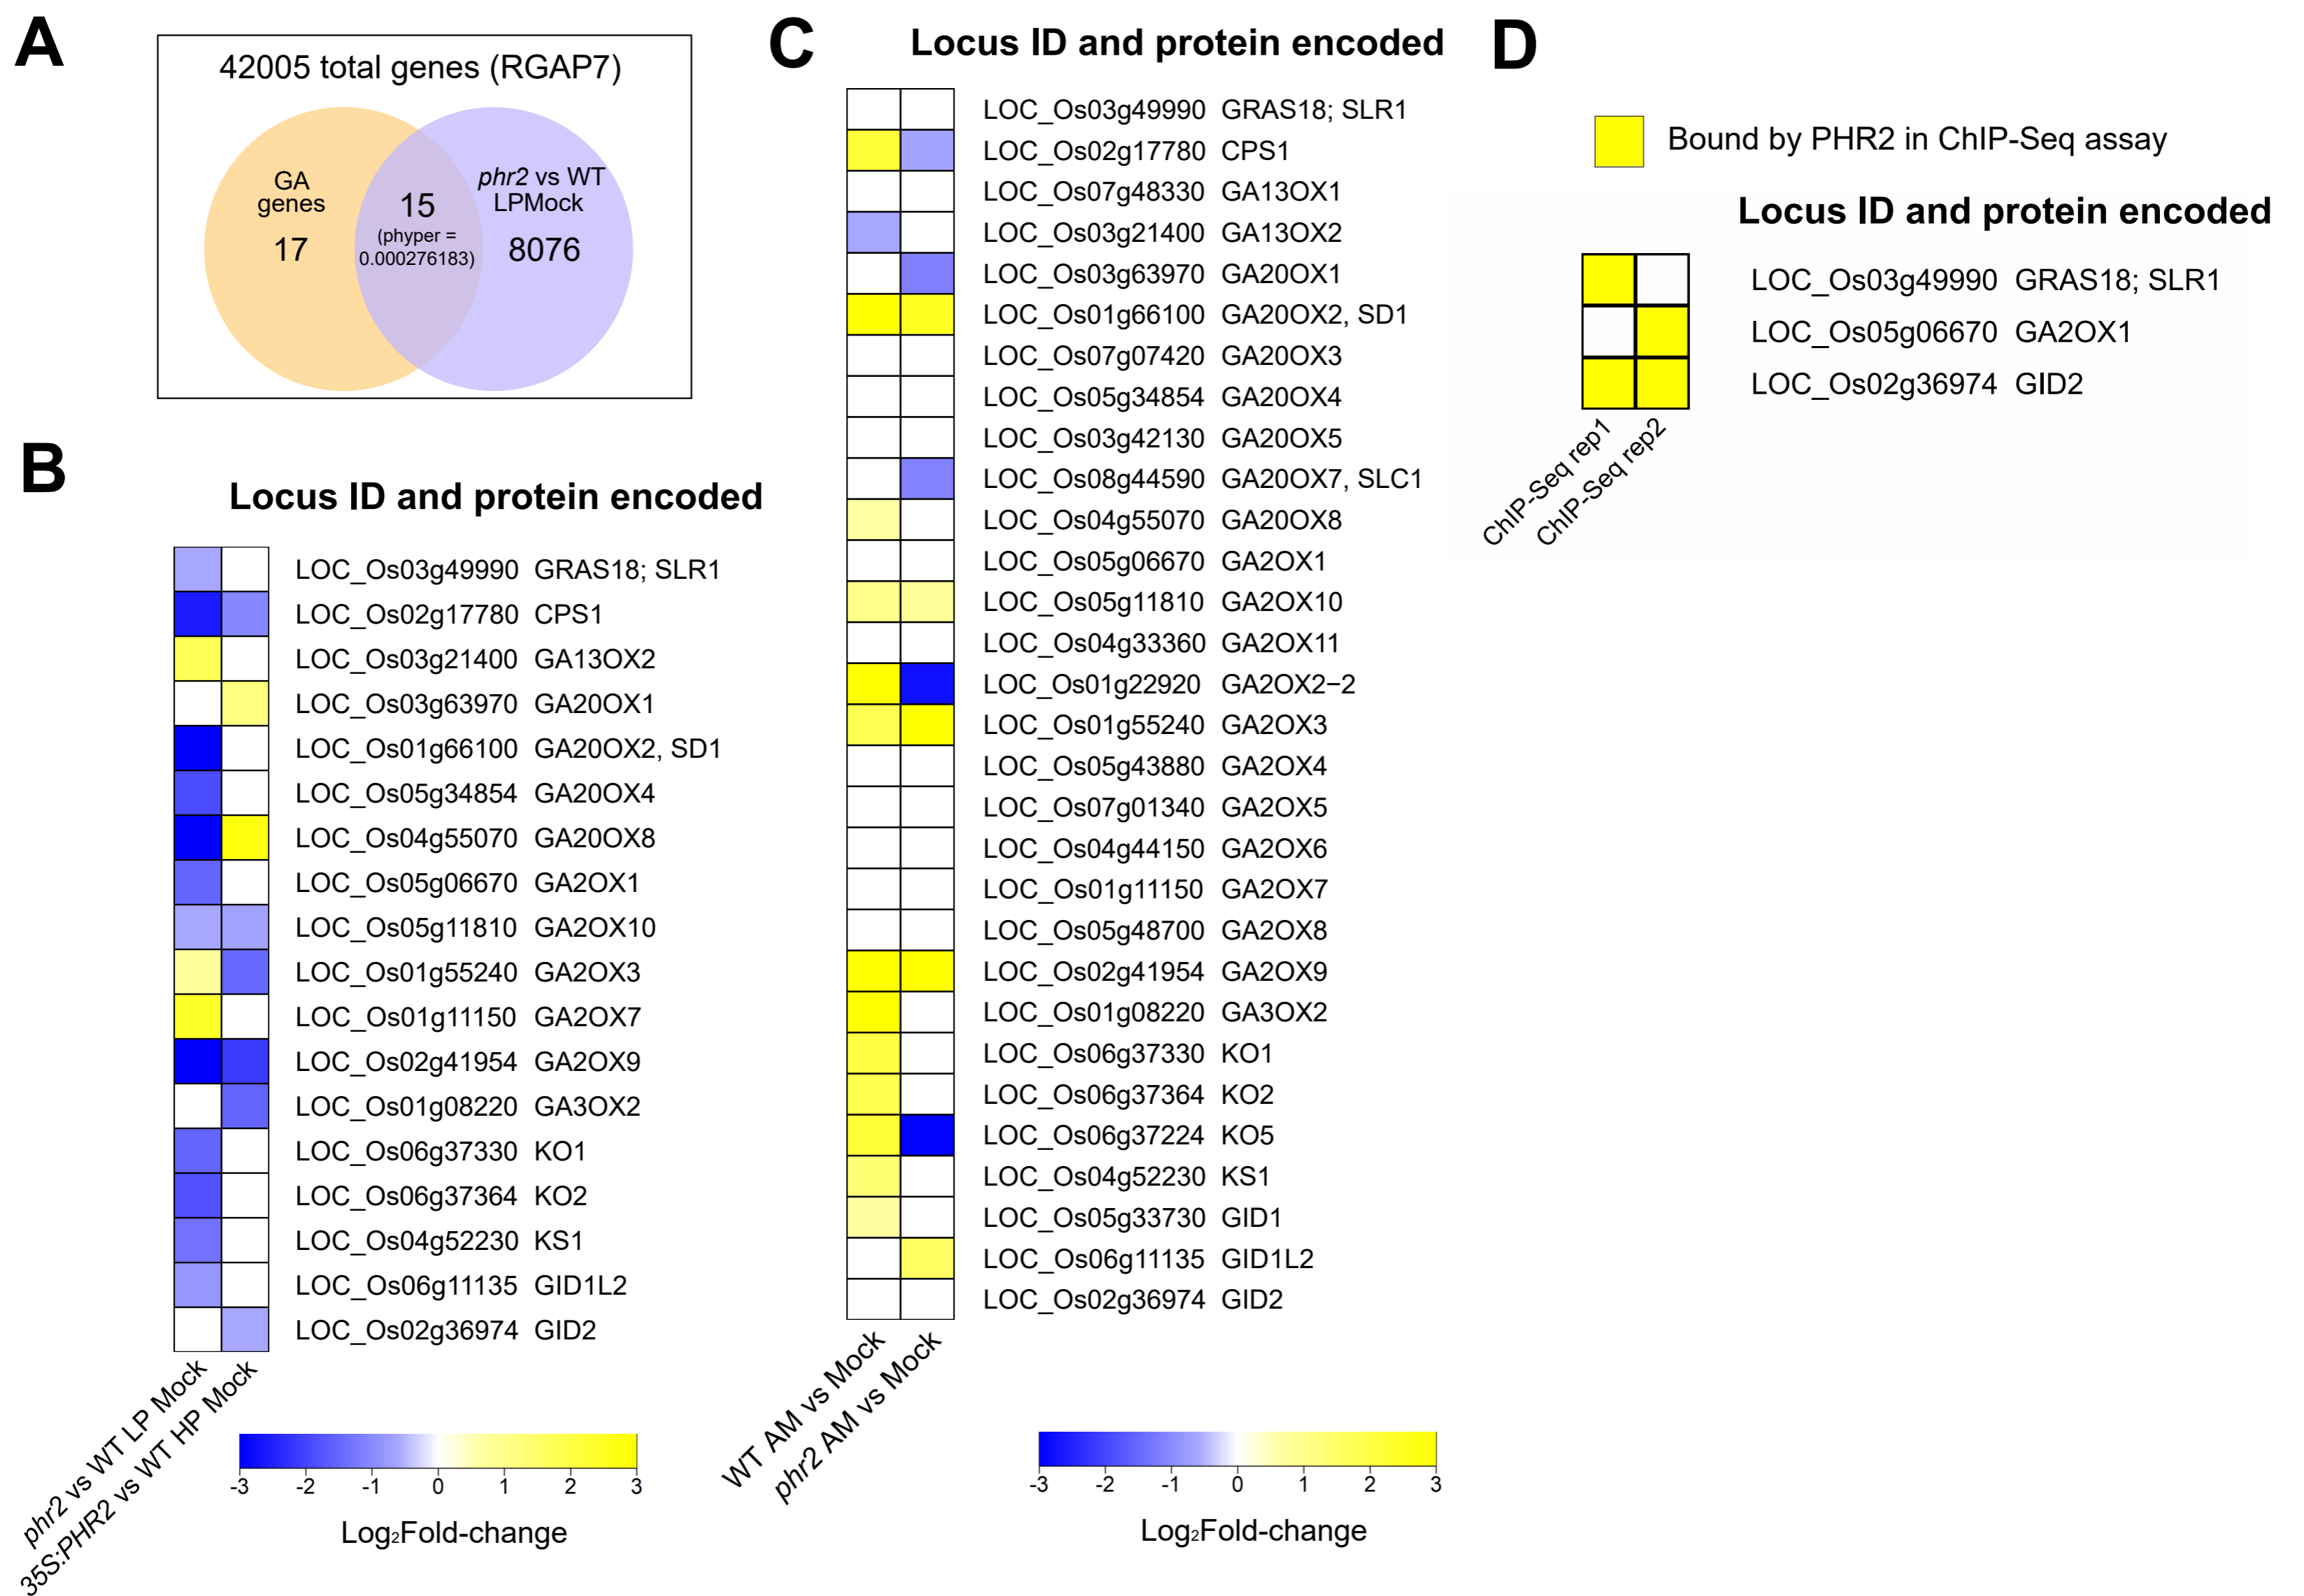 A
42005 total genes (RGAP7)
GA
genes
17
15
(phyper =
0.000276183)
phr2 vs WT
LPMock
8076
B
Locus ID and protein encoded
LOC_Os03g49990 GRAS18; SLR1
LOC_Os02g17780 CPS1
LOC_Os03g21400 GA13OX2
LOC_Os03g63970 GA20OX1
LOC_Os01g66100 GA20OX2, SD1
LOC_Os05g34854 GA20OX4
LOC_Os04g55070 GA20OX8
LOC_Os05g06670 GA2OX1
LOC_Os05g11810 GA2OX10
LOC_Os01g55240 GA2OX3
LOC_Os01g11150 GA2OX7
LOC_Os02g41954 GA2OX9
LOC_Os01g08220 GA3OX2
LOC_Os06g37330 KO1
LOC_Os06g37364 KO2
LOC_Os04g52230 KS1
LOC_Os06g11135 GID1L2
LOC_Os02g36974 GID2
phr2 vs WT LP Mock
35S:PHR2 vs WT HP Mock
-3 -2 -1 0 1 2 3
Log2Fold-change
C
Locus ID and protein encoded
LOC_Os03g49990 GRAS18; SLR1
LOC_Os02g17780 CPS1
LOC_Os07g48330 GA13OX1
LOC_Os03g21400 GA13OX2
LOC_Os03g63970 GA20OX1
LOC_Os01g66100 GA20OX2, SD1
LOC_Os07g07420 GA20OX3
LOC_Os05g34854 GA20OX4
LOC_Os03g42130 GA20OX5
LOC_Os08g44590 GA20OX7, SLC1
LOC_Os04g55070 GA20OX8
LOC_Os05g06670 GA2OX1
LOC_Os05g11810 GA2OX10
LOC_Os04g33360 GA2OX11
LOC_Os01g22920 GA2OX2−2
LOC_Os01g55240 GA2OX3
LOC_Os05g43880 GA2OX4
LOC_Os07g01340 GA2OX5
LOC_Os04g44150 GA2OX6
LOC_Os01g11150 GA2OX7
LOC_Os05g48700 GA2OX8
LOC_Os02g41954 GA2OX9
LOC_Os01g08220 GA3OX2
LOC_Os06g37330 KO1
LOC_Os06g37364 KO2
LOC_Os06g37224 KO5
LOC_Os04g52230 KS1
LOC_Os05g33730 GID1
LOC_Os06g11135 GID1L2
LOC_Os02g36974 GID2
WT AM vs Mock
phr2 AM vs Mock
-3 -2 -1 0 1 2 3
Log2Fold-change
D
Bound by PHR2 in ChIP-Seq assay
Locus ID and protein encoded
LOC_Os03g49990 GRAS18; SLR1
LOC_Os05g06670 GA2OX1
LOC_Os02g36974 GID2
ChIP-Seq rep1
ChIP-Seq rep2